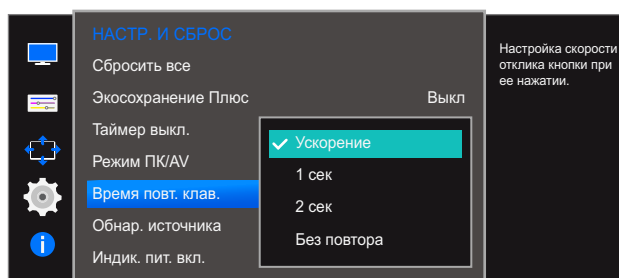 НАСТР. И СБРОС
Сбросить все
Экосохранение Плюс Выкл
Таймер выкл.
Режим ПК/AV
Время повт. клав.
Обнар. источника
Индик. пит. вкл.
Ускорение
1 сек
2 сек
Без повтора
Настройка скорости
отклика кнопки при
ее нажатии.